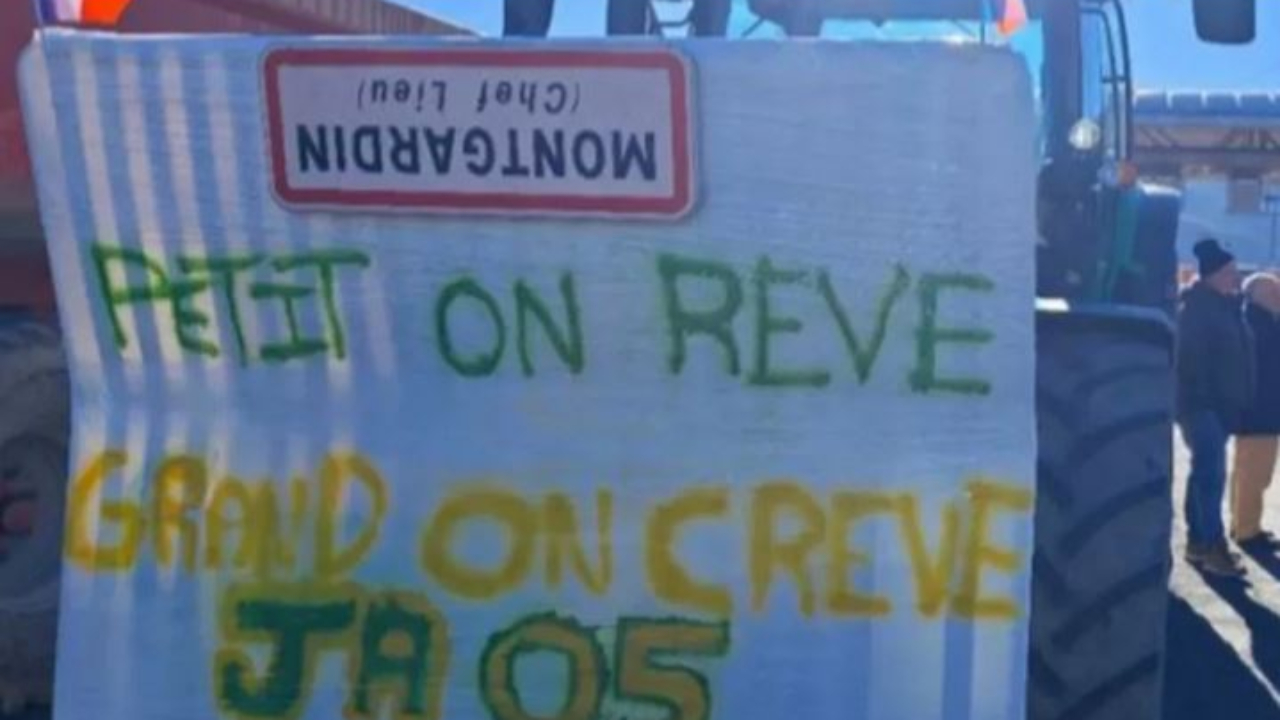 MONTGARDIN
(Chef Lieu)
PETIT ON REVE
GRAND ON CREVE
JA 05